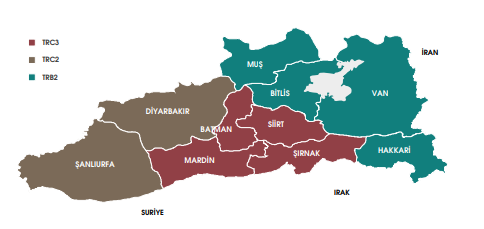 TRC3
TRC2
TRB2
MUŞ
İRAN
BİTLİS
VAN
DİYARBAKIR
BATMAN
SİİRT
ŞANLIURFA
MARDİN
ŞIRNAK
HAKKARİ
IRAK
SURİYE